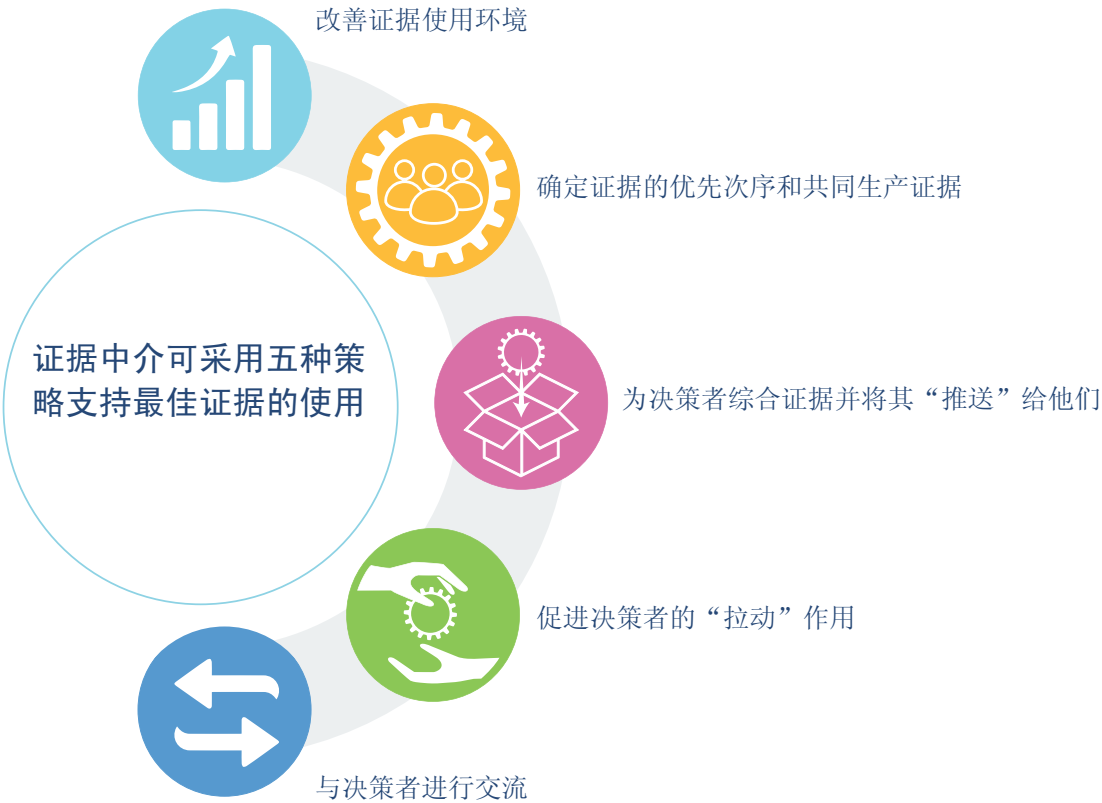 改善证据使用环境
确定证据的优先次序和共同生产证据
证据中介可采用五种策
略支持最佳证据的使用
为决策者综合证据并将其“推送”给他们
促进决策者的“拉动”作用
与决策者进行交流